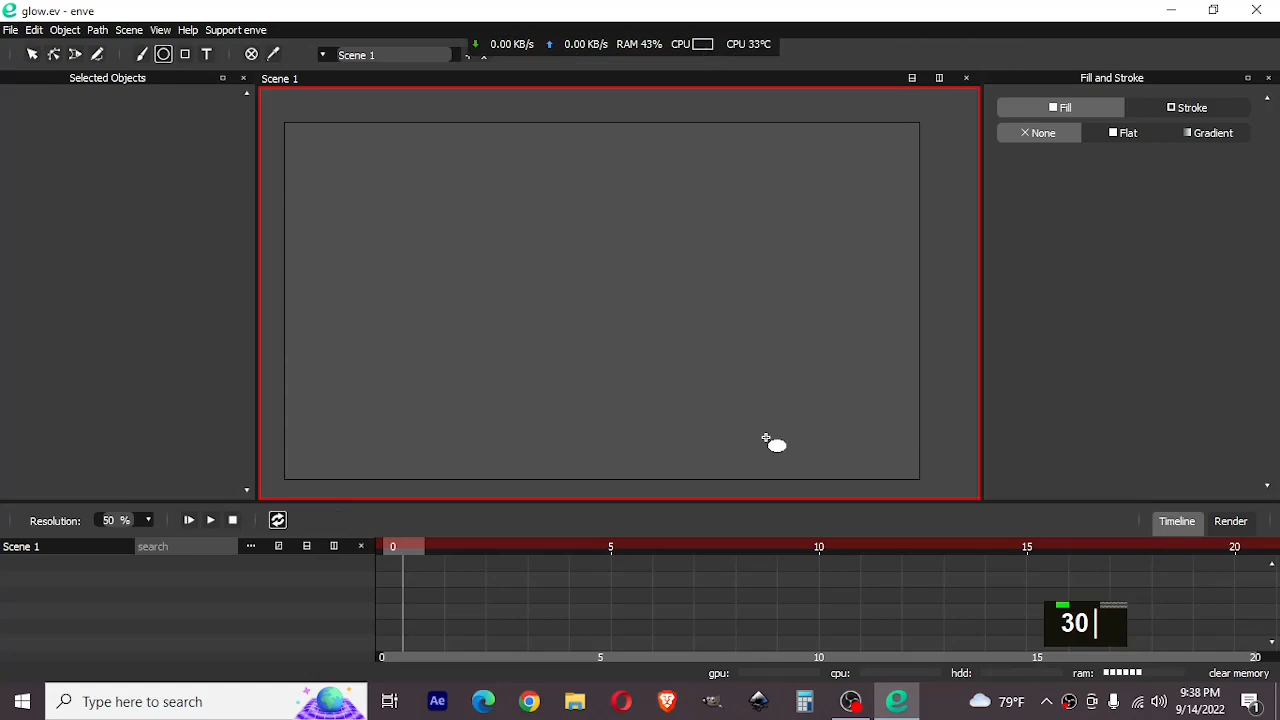 glow.ev - enve
File Edit Object Path Scene View Help Support enve
Scene 1
0.00 KB/s 0.00 KB/s RAM 43% CPU CPU 33°C
Selected Objects
Scene 1
Fill and Stroke
Fill Stroke
None Flat Gradient
Resolution: 50 %
Timeline Render
Scene 1 search
0 5 10 15 20
30
0 5 10 15 20
gpu: cpu: hdd: ram: clear memory
Type here to search
Ae
79°F
9:38 PM
9/14/2022
1